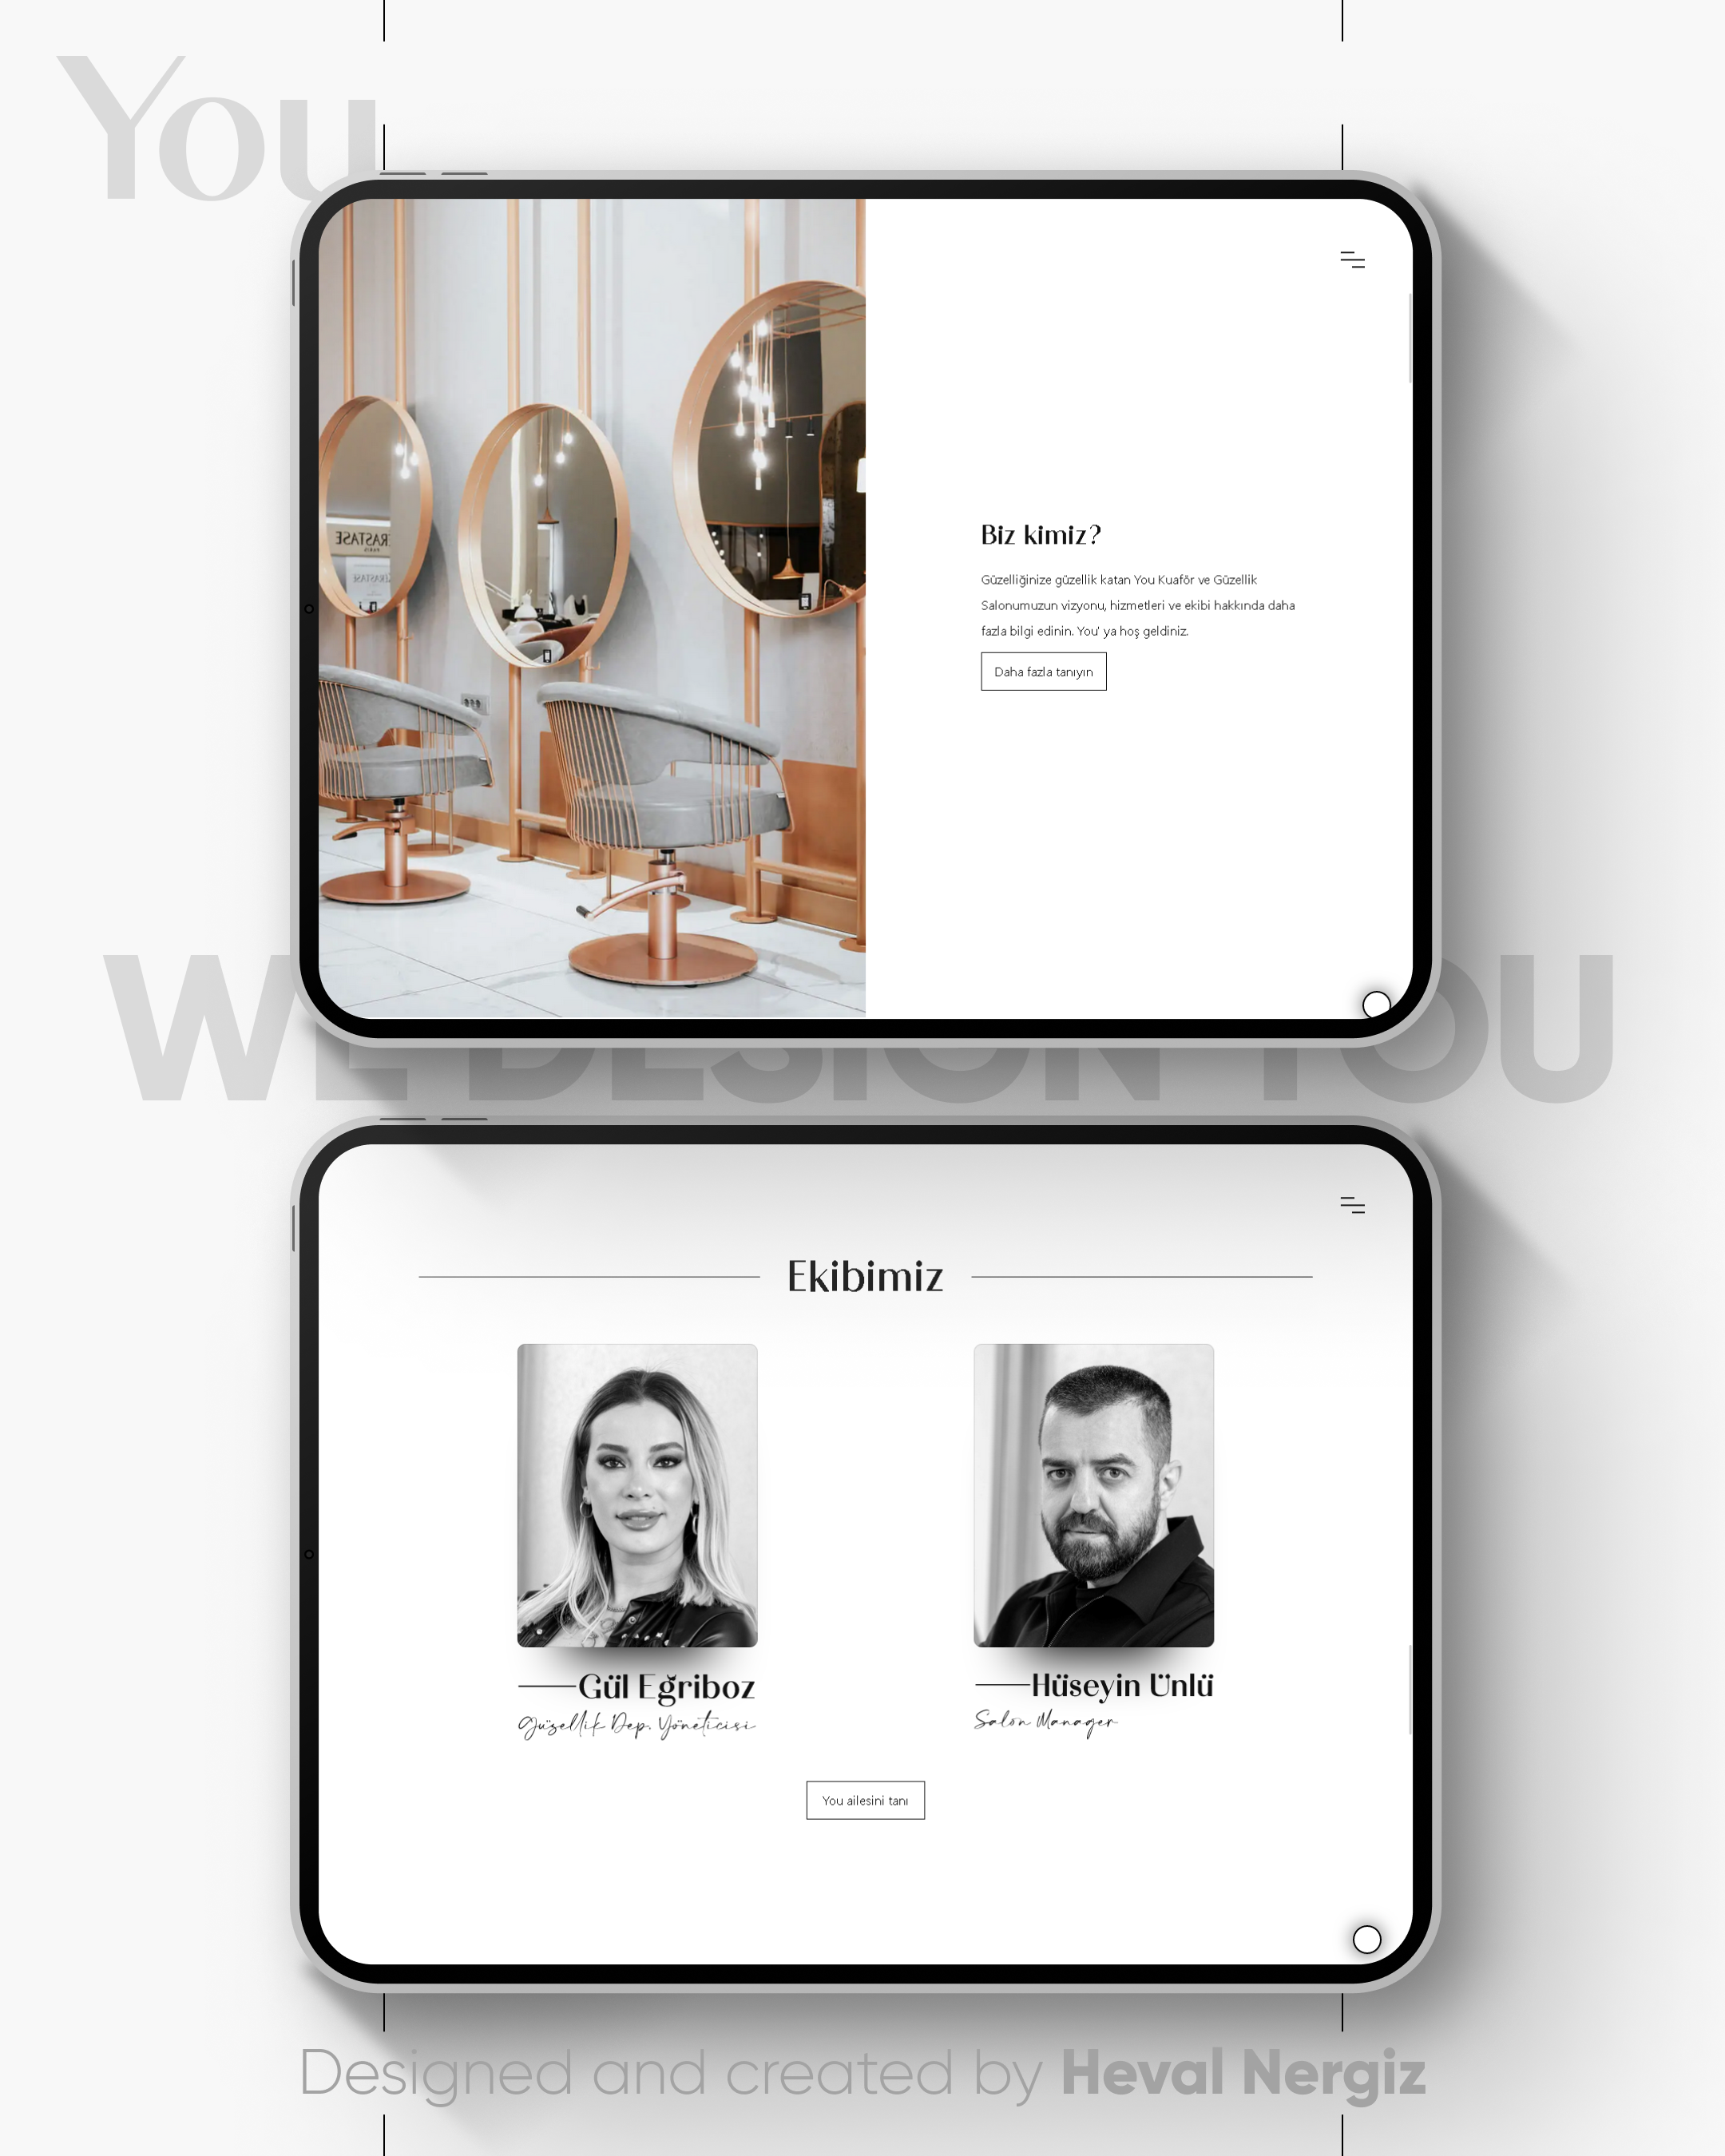 You
Biz kimiz?
Güzelliğinize güzellik katan You Kuaför ve Güzellik
Salonumuzun vizyonu, hizmetleri ve ekibi hakkında daha
fazla bilgi edinin. You' ya hoş geldiniz.
Daha fazla tanıyın
WE DESIGN YOU
Ekibimiz
Gül Eğriboz
Güzellik Dep. Yöneticisi
Hüseyin Ünlü
Salon Manager
You ailesini tanı
Designed and created by Heval Nergiz